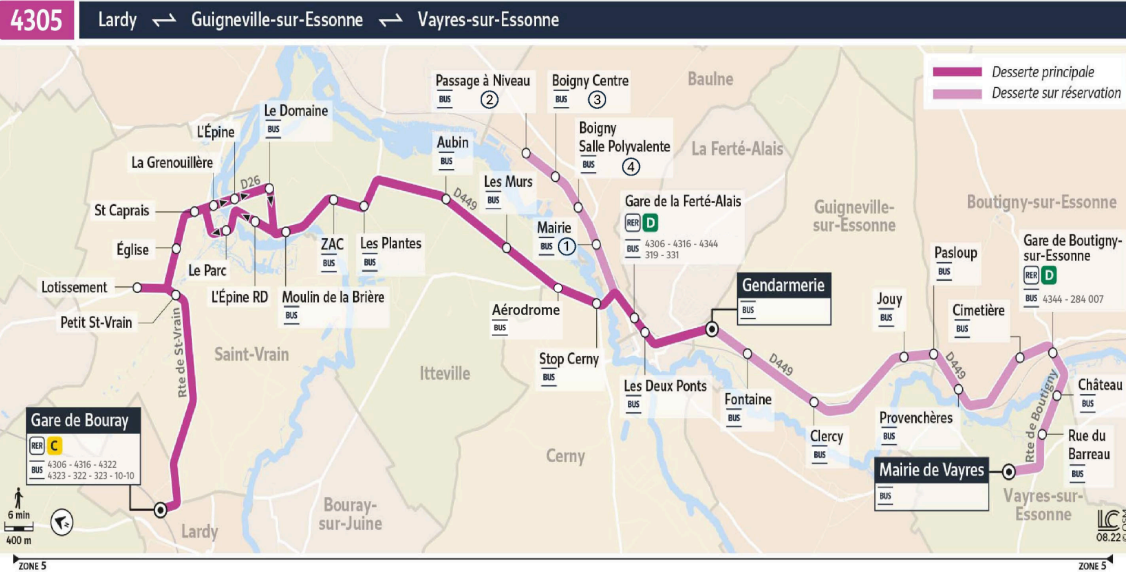 4305
Lardy ⇌ Guigneville-sur-Essonne ⇌ Vayres-sur-Essonne
Desserte principale
Desserte sur réservation
Passage à Niveau
BUS 2
Boigny Centre
BUS 3
Baulne
Boigny
Salle Polyvalente
BUS 4
La Ferté-Alais
Le Domaine
BUS
L'Épine
La Grenouillère
D26
St Caprais
Église
Lotissement
Petit St-Vrain
Le Parc
L'Épine RD
Moulin de la Brière
BUS
ZAC
BUS
Les Plantes
BUS
Aubin
BUS
D449
Les Murs
BUS
Mairie
BUS 1
Gare de la Ferté-Alais
RER D
BUS 4306 - 4316 - 4344
319 - 331
Guigneville-
sur-Essonne
Boutigny-sur-Essonne
Pasloup
BUS
Gare de Boutigny-
sur-Essonne
RER D
BUS 4344 - 284 007
Gendarmerie
BUS
Jouy
BUS
Cimetière
BUS
Aérodrome
BUS
Stop Cerny
BUS
Les Deux Ponts
BUS
D449
Fontaine
BUS
Clercy
BUS
D449
Provenchères
BUS
Château
BUS
Rte de Boutigny
Rue du
Barreau
BUS
Mairie de Vayres
BUS
Vayres-sur-
Essonne
Rte de St-Vrain
Saint-Vrain
Itteville
Cerny
Bouray-
sur-Juine
Lardy
Gare de Bouray
RER C
BUS 4306 - 4316 - 4322
4323 - 322 - 323 - 10-10
6 min
400 m
LC
08.22
© OSM
ZONE 5
ZONE 5